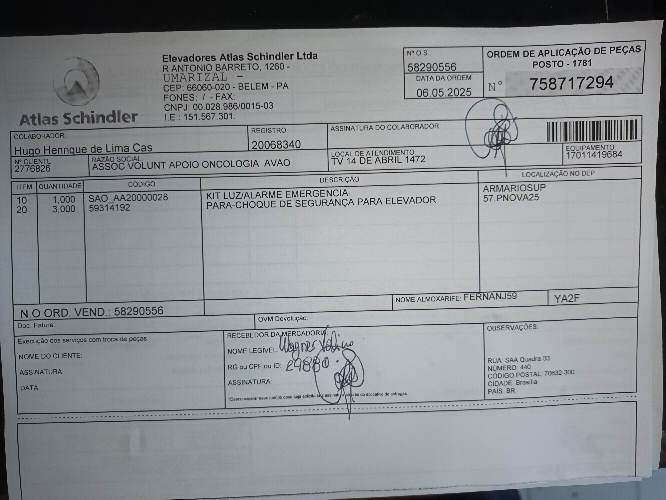 Atlas Schindler
Elevadores Atlas Schindler Ltda
R ANTONIO BARRETO, 1260 -
UMARIZAL -
CEP: 66060-020 - BELEM - PA
FONES: / - FAX:
CNPJ 00.028.986/0015-03
I.E : 151.567 301.
Nº O S.
58290556
DATA DA ORDEM
06.05.2025
ORDEM DE APLICAÇÃO DE PEÇAS
POSTO - 1781
N° 758717294
COLABORADOR:
Hugo Henrique de Lima Cas
REGISTRO
20068340
ASSINATURA DO COLABORADOR
Nº CLIENTE
2776826
RAZÃO SOCIAL
ASSOC VOLUNT APOIO ONCOLOGIA AVAO
LOCAL DE ATENDIMENTO:
TV 14 DE ABRIL 1472
EQUIPAMENTO:
17011419684
ITEM QUANTIDADE CÓDIGO DESCRIÇÃO LOCALIZAÇÃO NO DEP.
10 1,000 SAO_AA20000028 KIT LUZ/ALARME EMERGENCIA ARMARIOSUP
20 3,000 59314192 PARA-CHOQUE DE SEGURANÇA PARA ELEVADOR 57.PNOVA25
N O ORD VEND.: 58290556
NOME ALMOXARIFE: FERNANJ59 YA2F
Doc. Fatura:
OVM Devolução:
Execução dos serviços com troca de peças
NOME DO CLIENTE:
ASSINATURA:
DATA
RECEBEDOR DA MERCADORIA:
NOME LEGÍVEL: Wagner
RG ou CPF ou ID:
ASSINATURA:
OBSERVAÇÕES:
RUA: SAA Quadra 03
NÚMERO: 440
CÓDIGO POSTAL: 70632-300
CIDADE: Brasília
PAÍS: BR